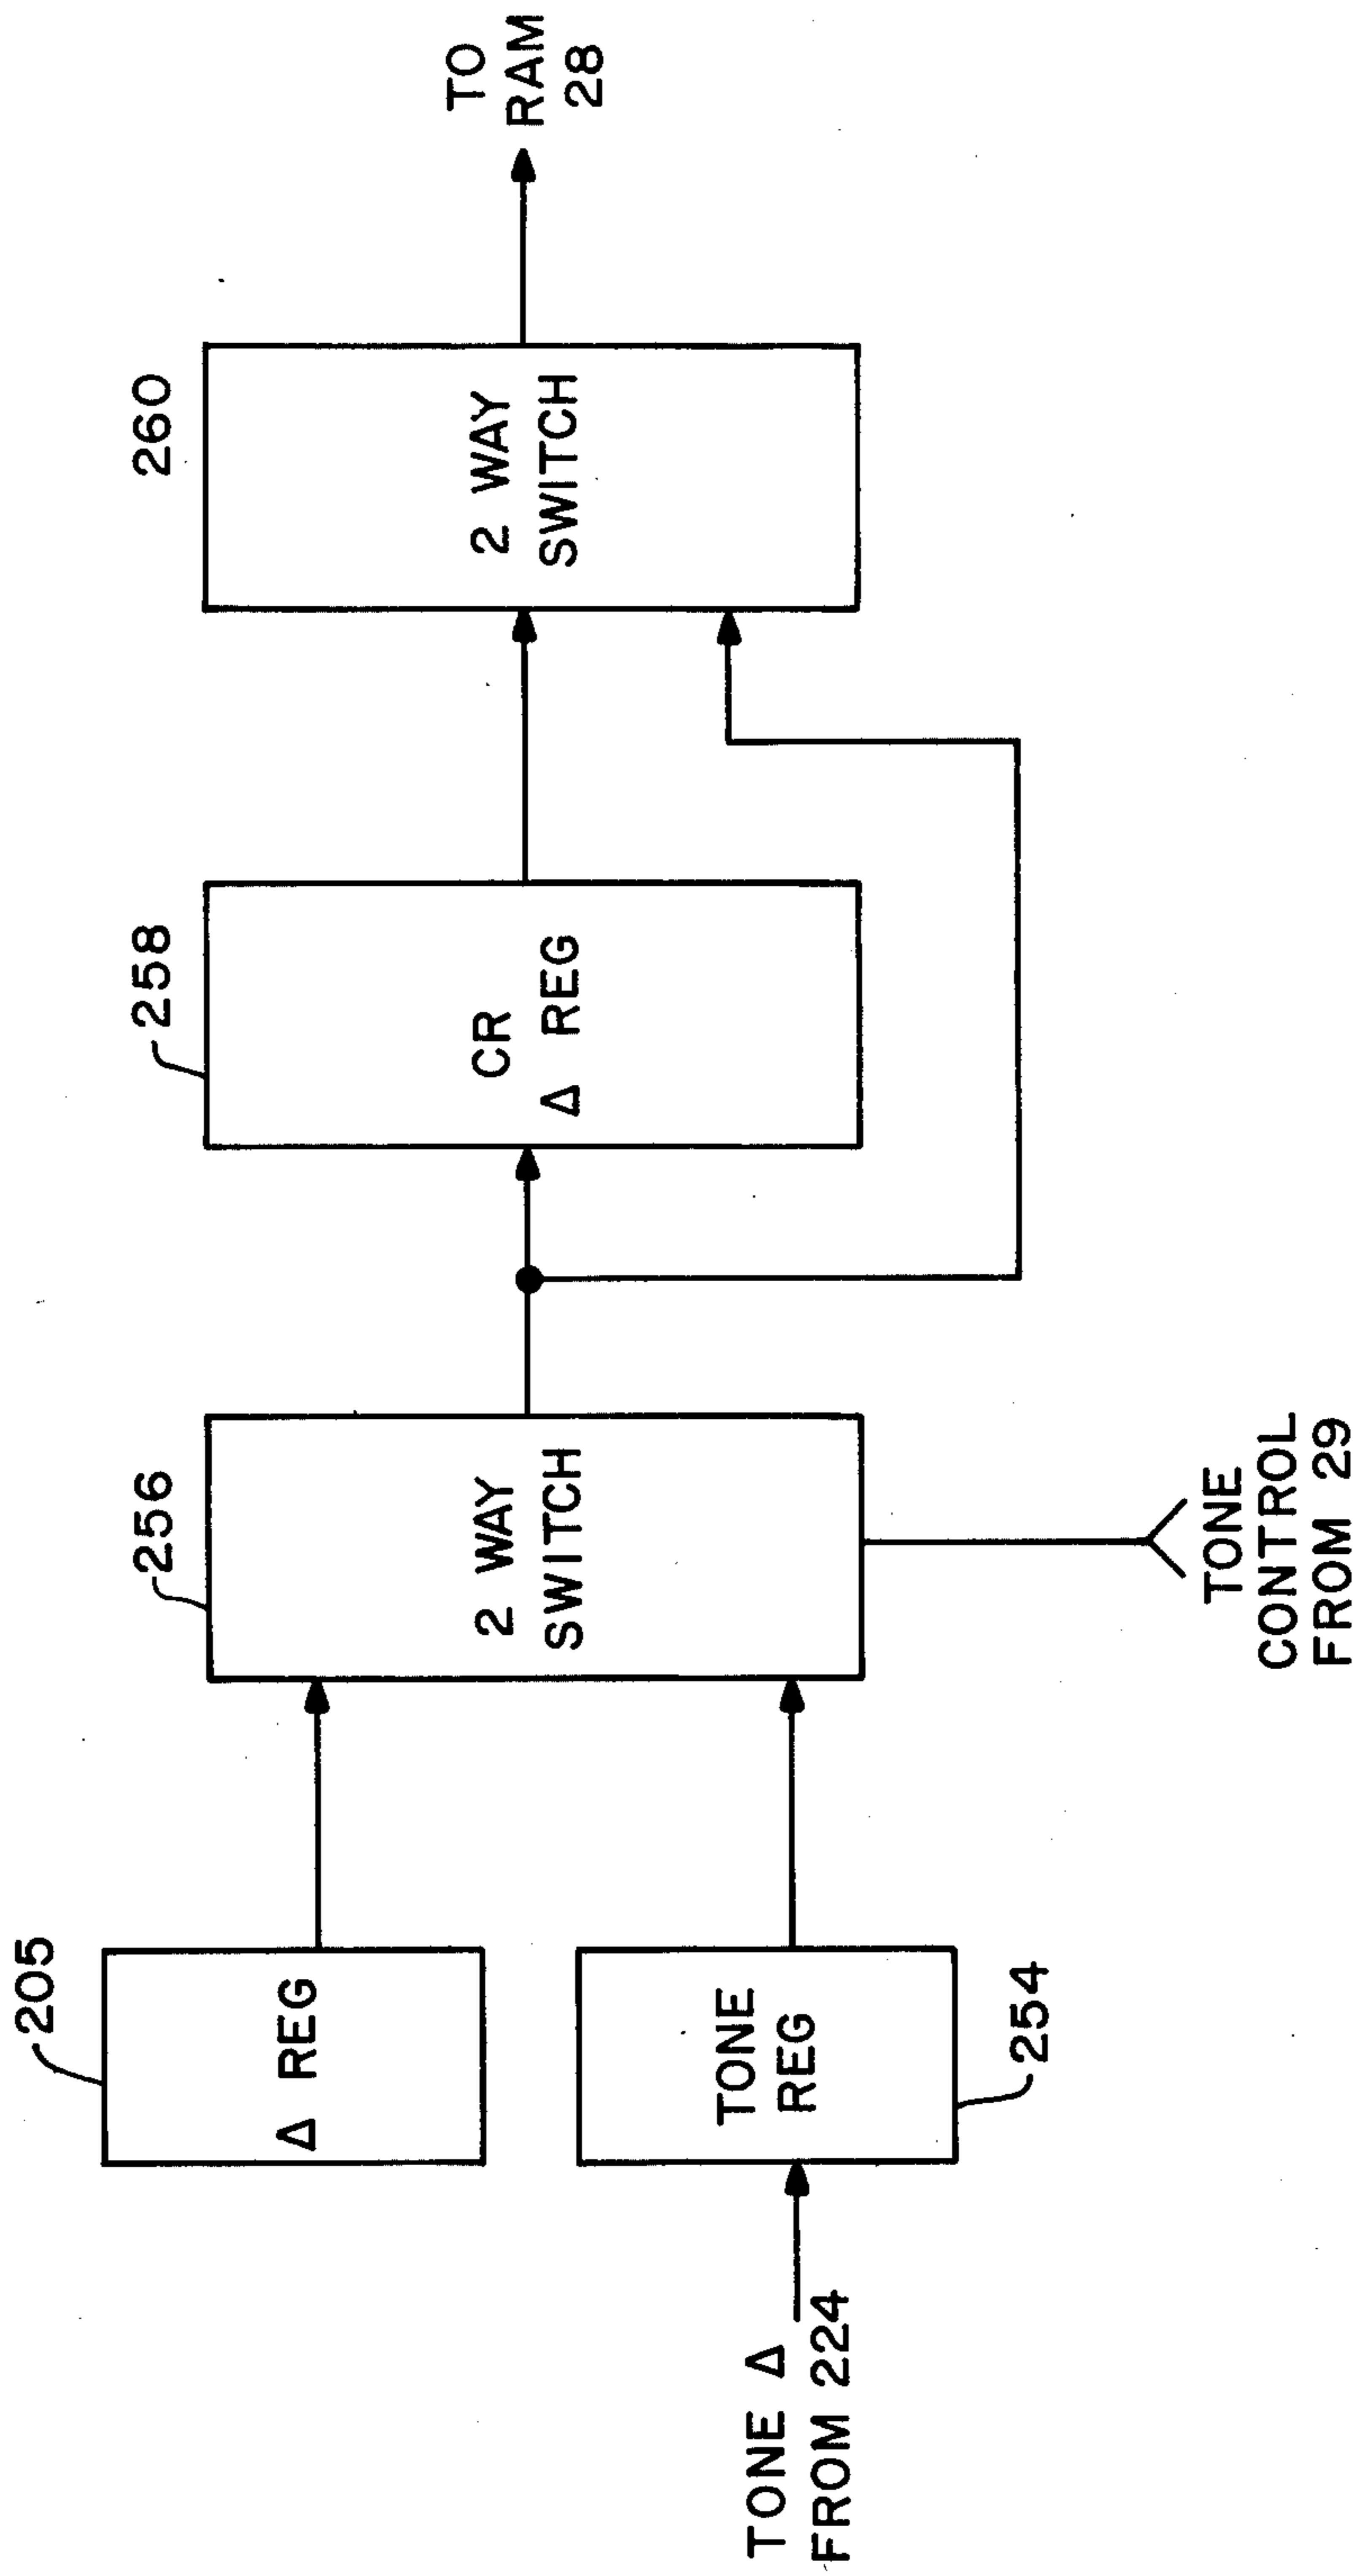 205
Δ REG
TONE Δ
FROM 224
TONE
REG
254
256
2 WAY
SWITCH
TONE
CONTROL
FROM 29
258
CR
Δ REG
260
2 WAY
SWITCH
TO
RAM
28